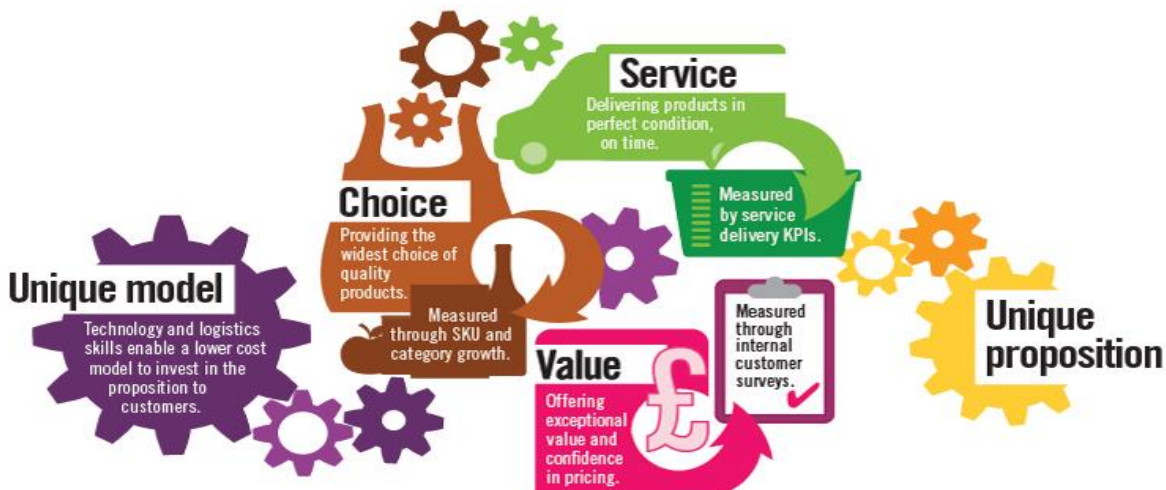 Unique model
Technology and logistics
skills enable a lower cost
model to invest in the
proposition to
customers.
Choice
Providing the
widest choice of
quality
products.
Measured
through SKU and
category growth.
Service
Delivering products in
perfect condition,
on time.
Measured
by service
delivery KPIs.
Value
Offering
exceptional
value and
confidence
in pricing.
£
Measured
through
internal
customer
surveys.
Unique
proposition